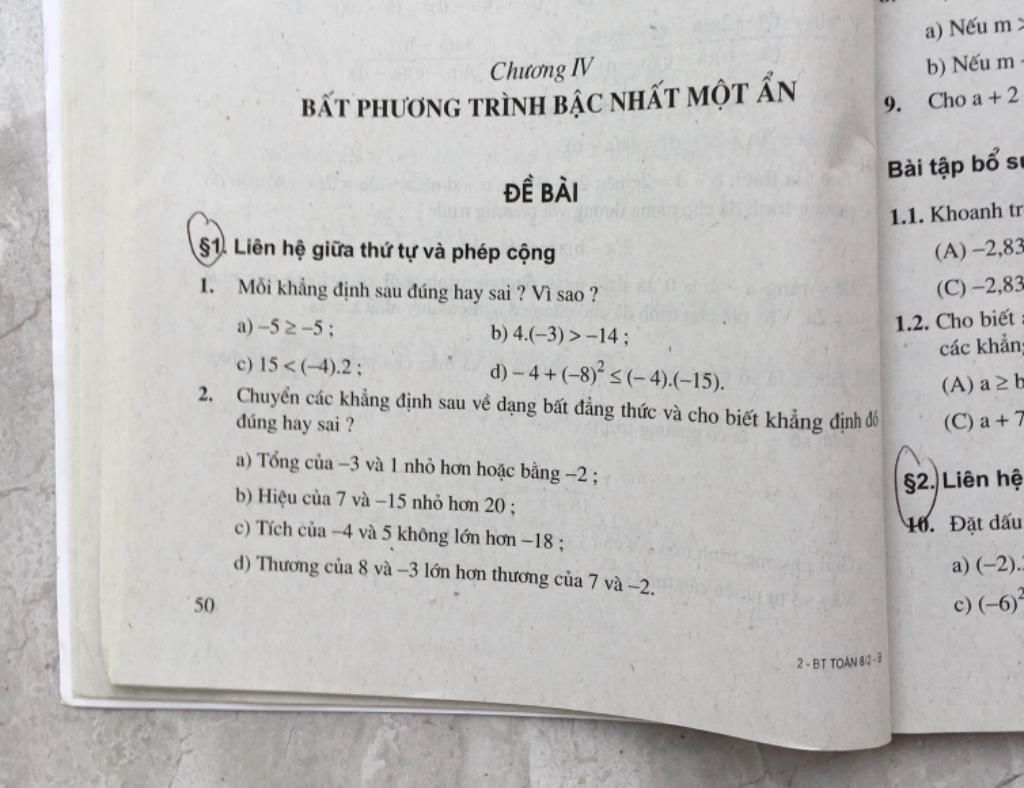 Chương IV
BẤT PHƯƠNG TRÌNH BẬC NHẤT MỘT ẨN
ĐỀ BÀI
§1. Liên hệ giữa thứ tự và phép cộng
1. Mỗi khẳng định sau đúng hay sai ? Vì sao ?
a) –5 ≥ –5 ; b) 4.(–3) > –14 ;
c) 15 < (–4).2 ; d) – 4 + (–8)² ≤ (– 4).(–15).
2. Chuyển các khẳng định sau về dạng bất đẳng thức và cho biết khẳng định đó
đúng hay sai ?
a) Tổng của –3 và 1 nhỏ hơn hoặc bằng –2 ;
b) Hiệu của 7 và –15 nhỏ hơn 20 ;
c) Tích của –4 và 5 không lớn hơn –18 ;
d) Thương của 8 và –3 lớn hơn thương của 7 và –2.
50
2 - BT TOÁN 8/2 - B
a) Nếu m >
b) Nếu m
9. Cho a + 2
Bài tập bổ
1.1. Khoanh
(A) –2,83
(C) –2,83
1.2. Cho biết
các
(A) a ≥
(C) a + 7
§2. Liên hệ
10. Đặt dấu
a) (–2).
c) (–6)²